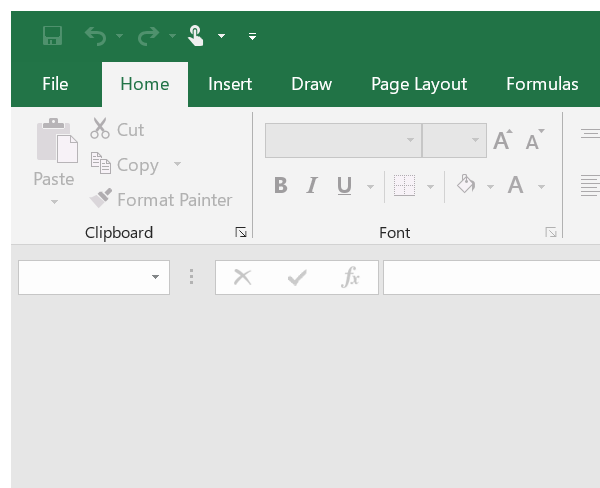 File Home Insert Draw Page Layout Formulas
Cut
Copy
Paste
Format Painter
B I U A
Clipboard
Font
fx